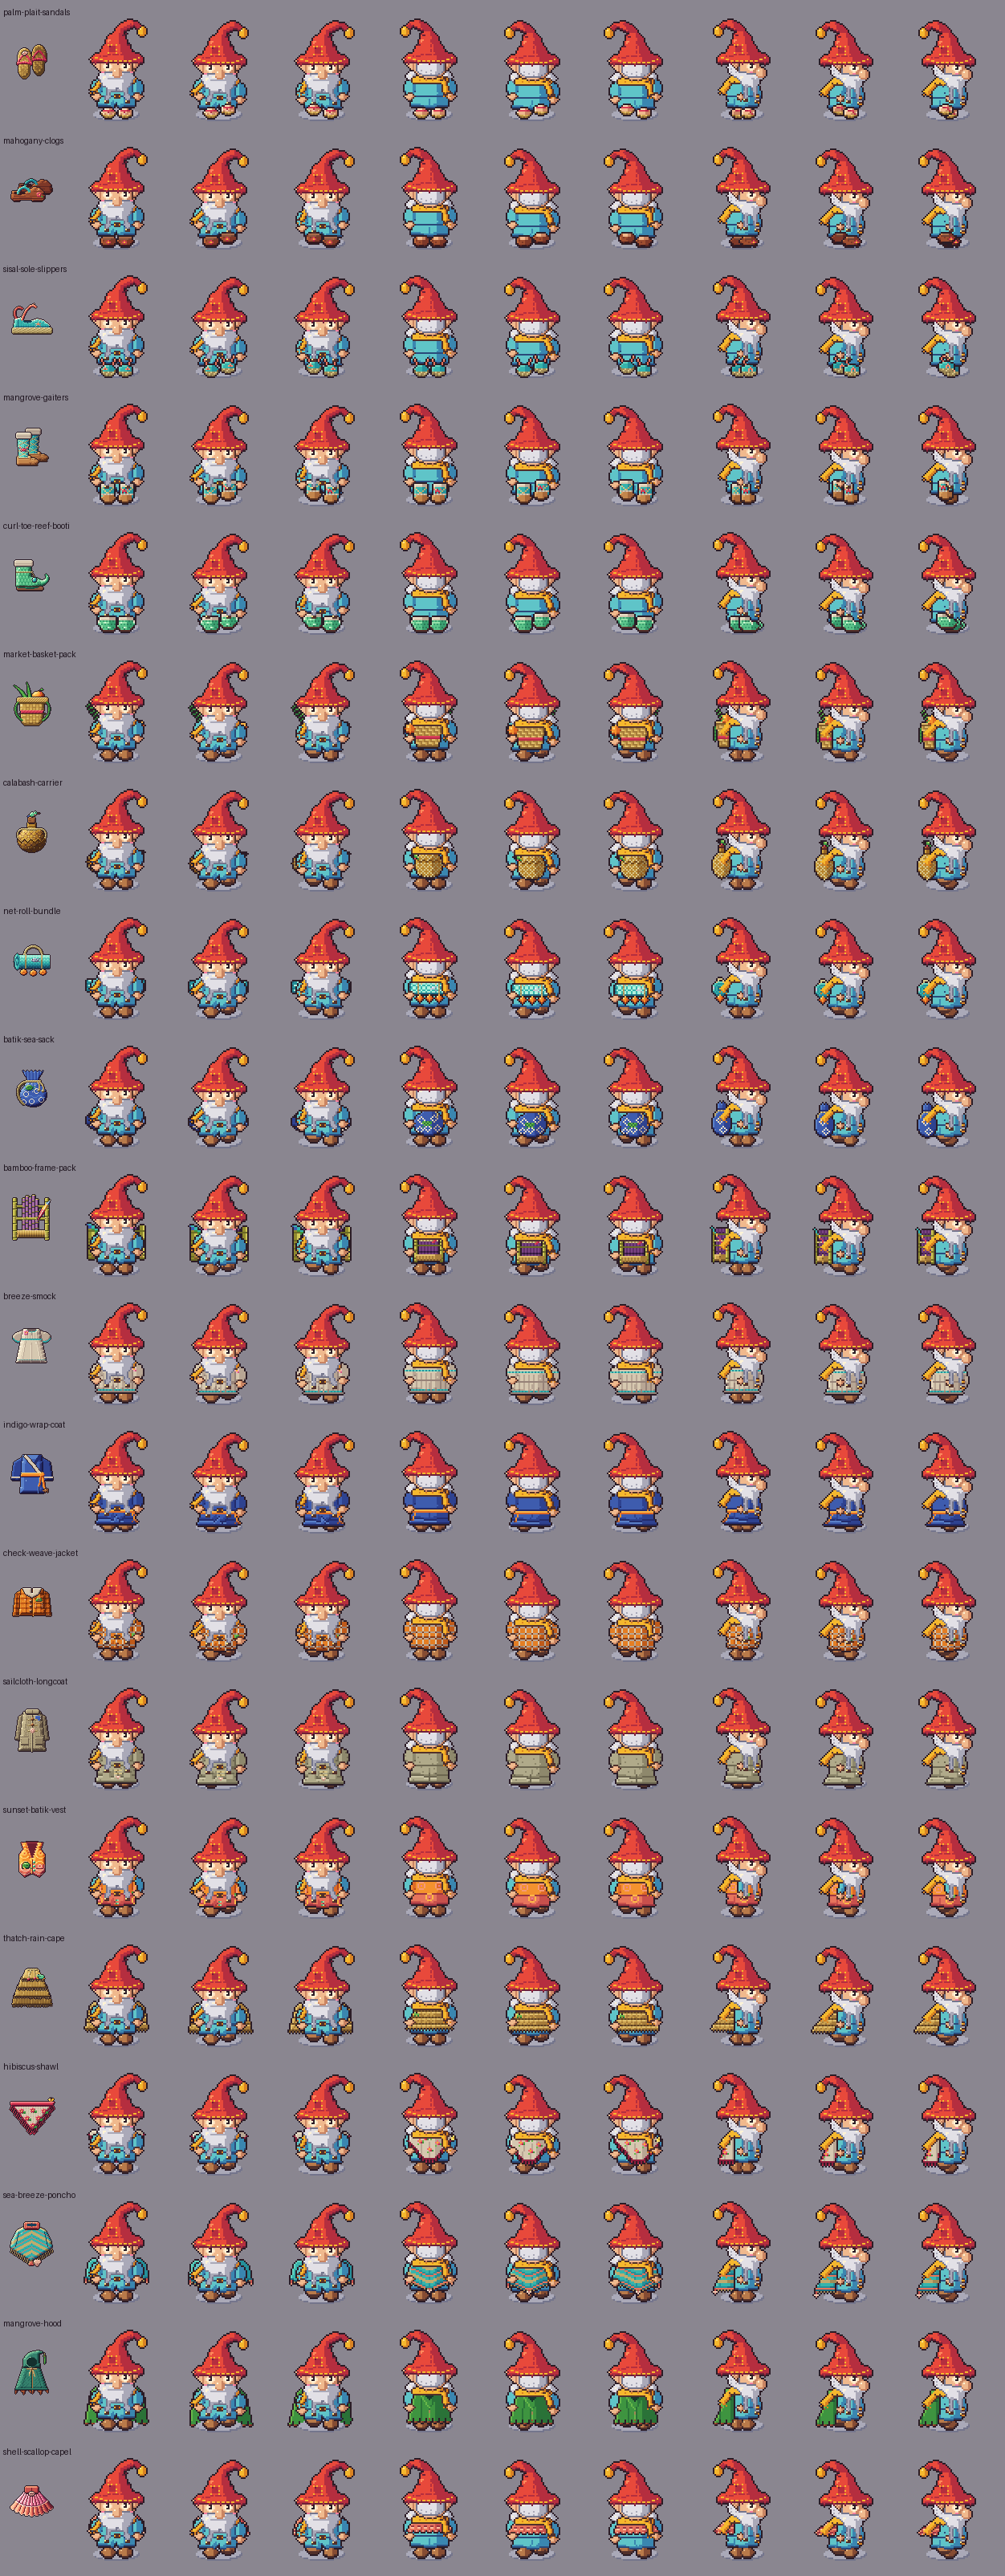 palm-plait-sandals
mahogany-clogs
sisal-sole-slippers
mangrove-gaiters
curl-toe-reef-booti
market-basket-pack
calabash-carrier
net-roll-bundle
batik-sea-sack
bamboo-frame-pack
breeze-smock
indigo-wrap-coat
check-weave-jacket
sailcloth-longcoat
sunset-batik-vest
thatch-rain-cape
hibiscus-shawl
sea-breeze-poncho
mangrove-hood
shell-scallop-capel